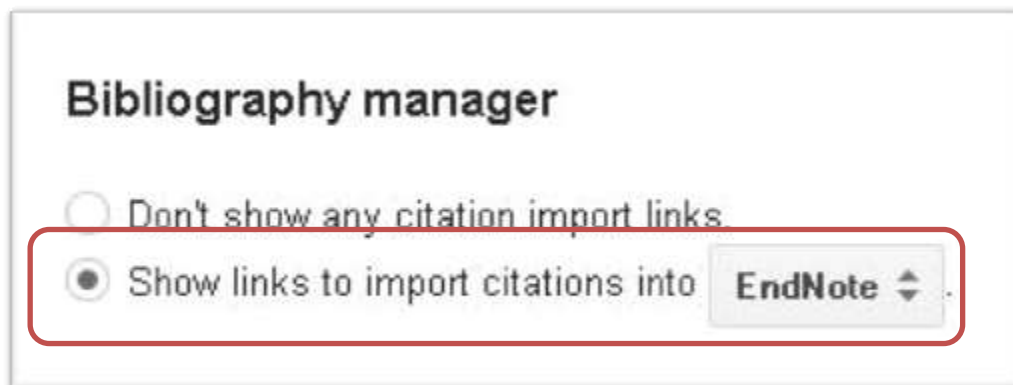 Bibliography manager
Don't show any citation import links.
Show links to import citations into EndNote .